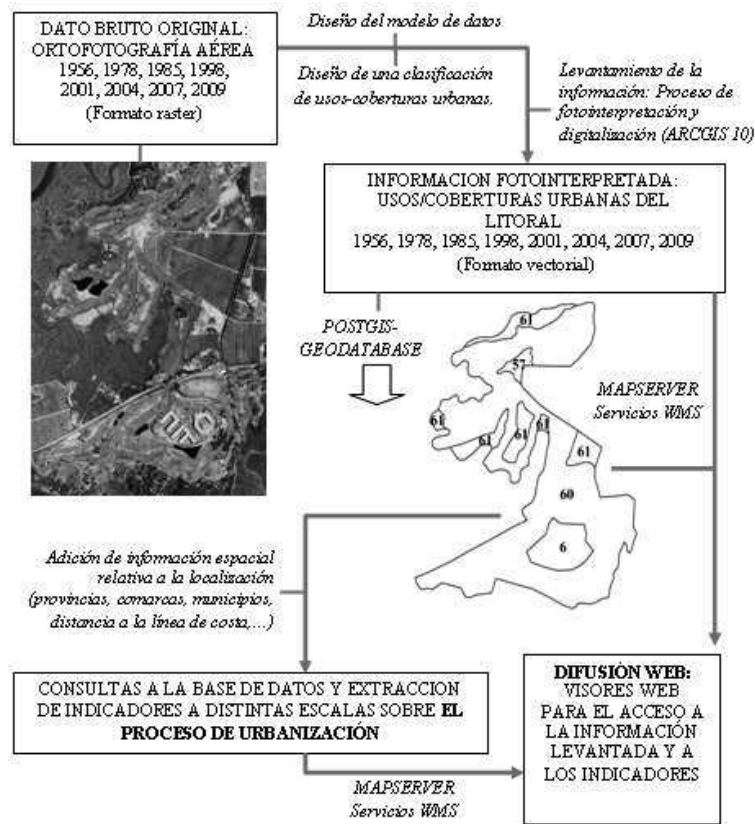 DATO BRUTO ORIGINAL:
ORTOFOTOGRAFÍA AÉREA
1956, 1978, 1985, 1998,
2001, 2004, 2007, 2009
(Formato raster)
Diseño del modelo de datos
Diseño de una clasificación
de usos-coberturas urbanas.
Levantamiento de la
información: Proceso de
fotointerpretación y
digitalización (ARCGIS 10)
INFORMACION FOTOINTERPRETADA:
USOS/COBERTURAS URBANAS DEL
LITORAL
1956, 1978, 1985, 1998, 2001, 2004, 2007, 2009
(Formato vectorial)
POSTGIS-
GEODATABASE
MAPSERVER
Servicios WMS
61
57
61
61
61
61
61
60
6
Adición de información espacial
relativa a la localización
(provincias, comarcas, municipios,
distancia a la línea de costa,...)
CONSULTAS A LA BASE DE DATOS Y EXTRACCION
DE INDICADORES A DISTINTAS ESCALAS SOBRE EL
PROCESO DE URBANIZACIÓN
MAPSERVER
Servicios WMS
DIFUSIÓN WEB:
VISORES WEB
PARA EL ACCESO A
LA INFORMACIÓN
LEVANTADA Y A
LOS INDICADORES